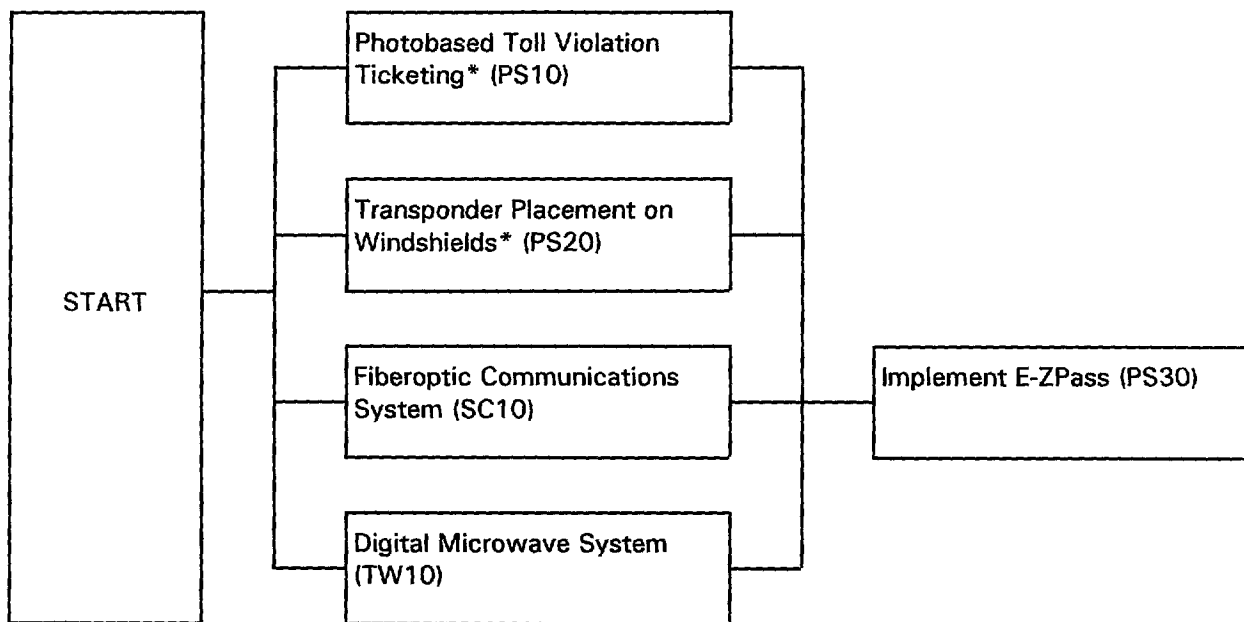 START
Photobased Toll Violation
Ticketing* (PS10)
Transponder Placement on
Windshields* (PS20)
Fiberoptic Communications
System (SC10)
Digital Microwave System
(TW10)
Implement E-ZPass (PS30)